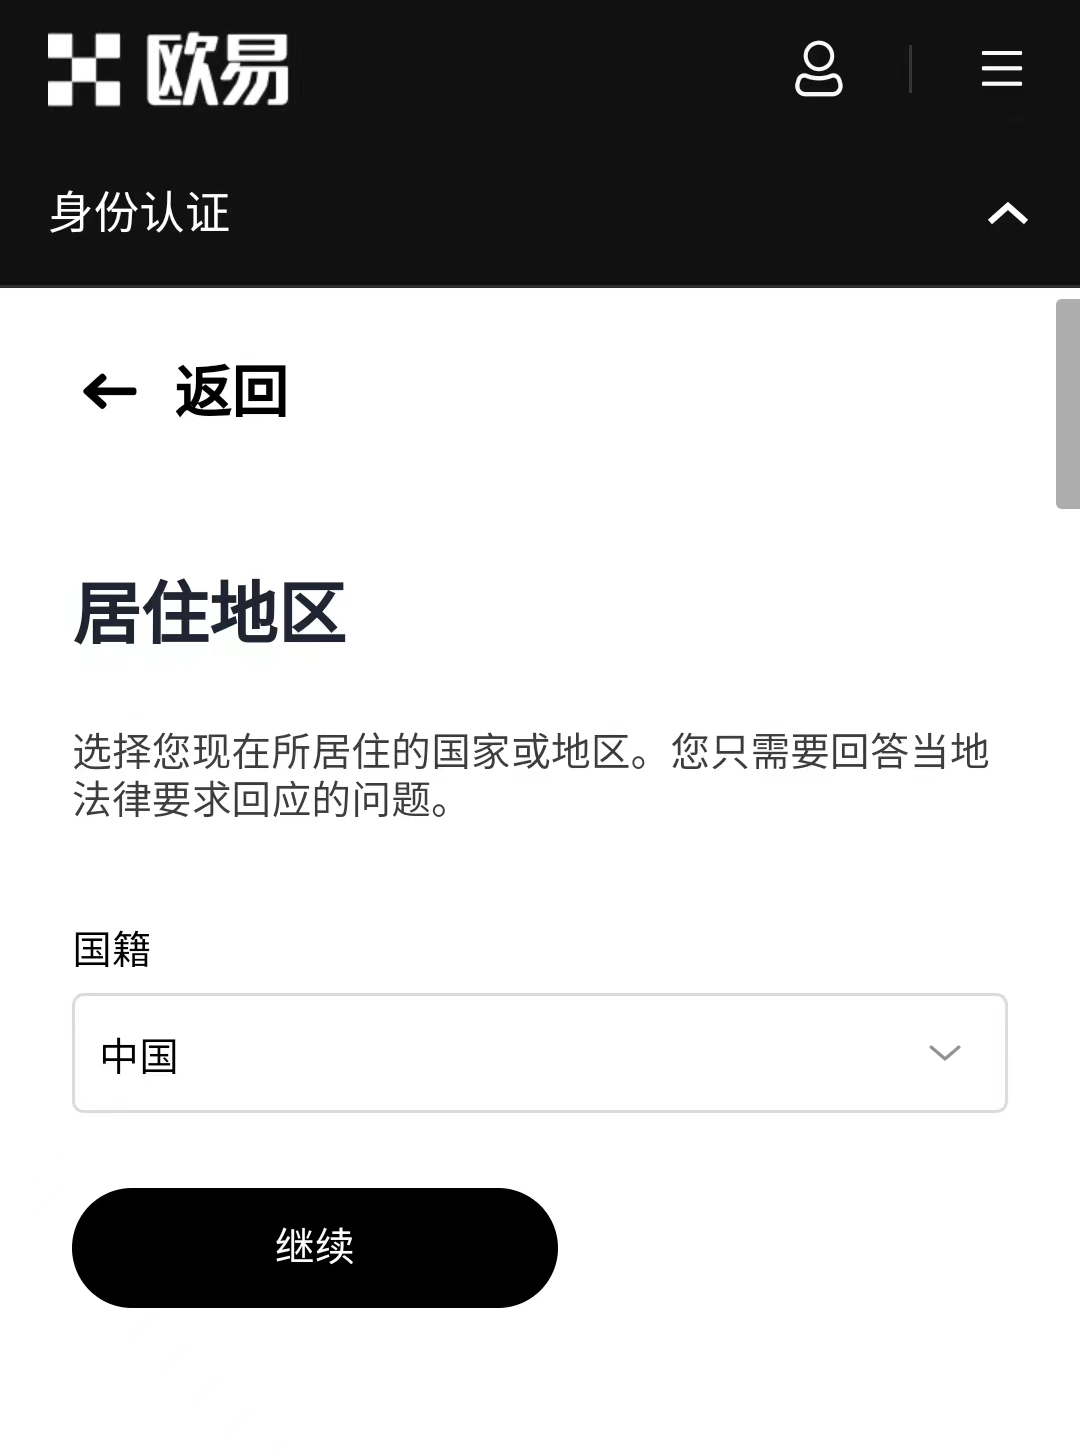 欧易
身份认证
返回
居住地区
选择您现在所居住的国家或地区。您只需要回答当地
法律要求回应的问题。
国籍
中国
继续